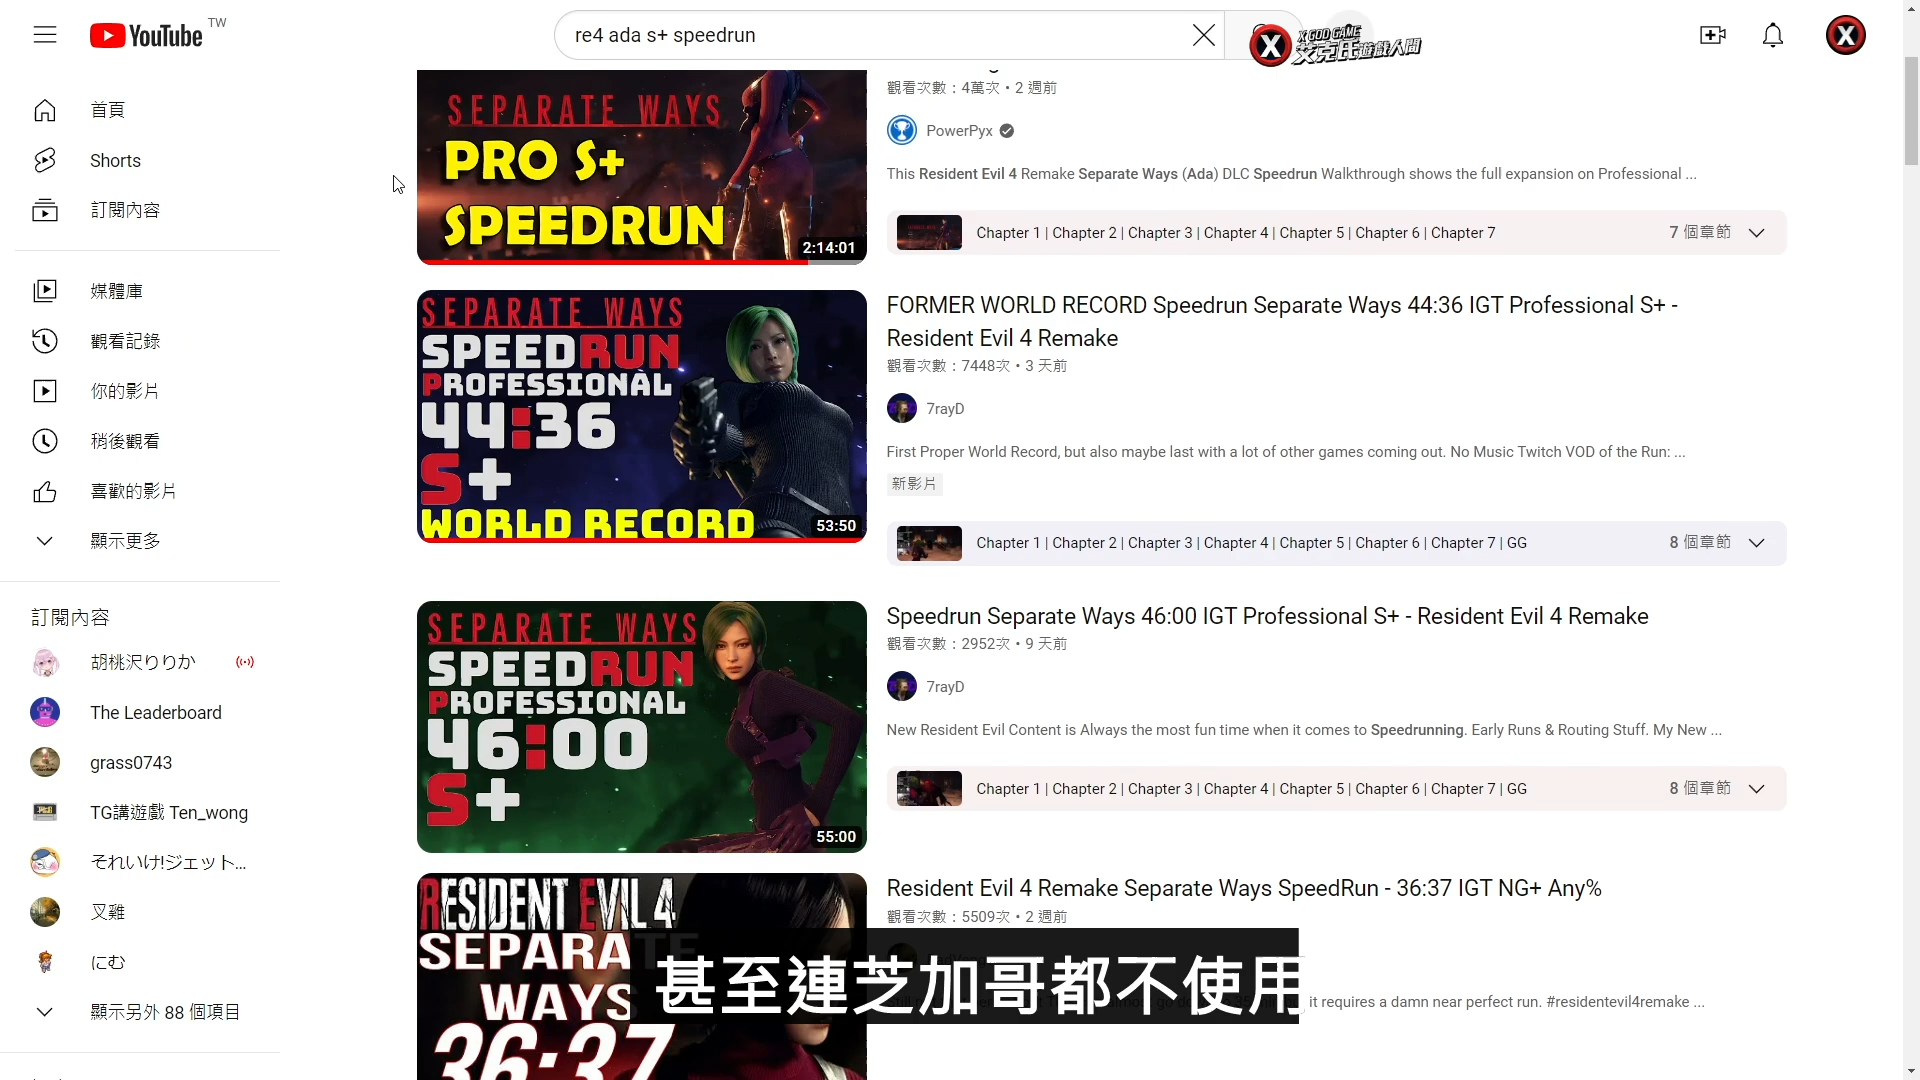 YouTube TW
re4 ada s+ speedrun
X GOD GAME
艾克氏遊戲人間
首頁
Shorts
訂閱內容
媒體庫
觀看記錄
你的影片
稍後觀看
喜歡的影片
顯示更多
訂閱內容
胡桃沢りりか
The Leaderboard
grass0743
TG講遊戲 Ten_wong
それいけ!ジェット...
叉雞
にむ
顯示另外 88 個項目
SEPARATE WAYS
PRO S+
SPEEDRUN
2:14:01
觀看次數：4萬次 • 2 週前
PowerPyx
This Resident Evil 4 Remake Separate Ways (Ada) DLC Speedrun Walkthrough shows the full expansion on Professional ...
Chapter 1 | Chapter 2 | Chapter 3 | Chapter 4 | Chapter 5 | Chapter 6 | Chapter 7
7 個章節
SEPARATE WAYS
SPEEDRUN
PROFESSIONAL
44:36
S+
WORLD RECORD
53:50
FORMER WORLD RECORD Speedrun Separate Ways 44:36 IGT Professional S+ -
Resident Evil 4 Remake
觀看次數：7448次 • 3 天前
7rayD
First Proper World Record, but also maybe last with a lot of other games coming out. No Music Twitch VOD of the Run: ...
新影片
Chapter 1 | Chapter 2 | Chapter 3 | Chapter 4 | Chapter 5 | Chapter 6 | Chapter 7 | GG
8 個章節
SEPARATE WAYS
SPEEDRUN
PROFESSIONAL
46:00
S+
55:00
Speedrun Separate Ways 46:00 IGT Professional S+ - Resident Evil 4 Remake
觀看次數：2952次 • 9 天前
7rayD
New Resident Evil Content is Always the most fun time when it comes to Speedrunning. Early Runs & Routing Stuff. My New ...
Chapter 1 | Chapter 2 | Chapter 3 | Chapter 4 | Chapter 5 | Chapter 6 | Chapter 7 | GG
8 個章節
RESIDENT EVIL 4
SEPARATE
WAYS
36:37
Resident Evil 4 Remake Separate Ways SpeedRun - 36:37 IGT NG+ Any%
觀看次數：5509次 • 2 週前
it requires a damn near perfect run. #residentevil4remake ...
甚至連芝加哥都不使用